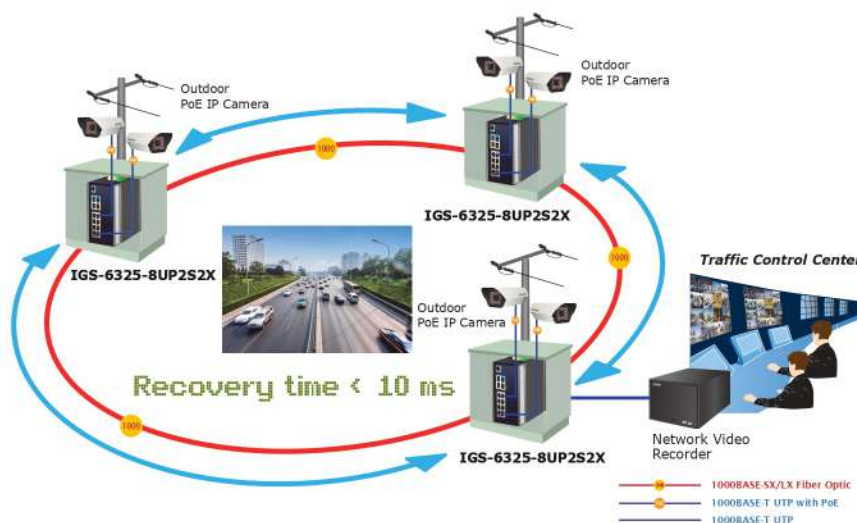 Outdoor
PoE IP Camera
Outdoor
PoE IP Camera
1000
IGS-6325-8UP2S2X
IGS-6325-8UP2S2X
1000
Traffic Control Center
Outdoor
PoE IP Camera
Recovery time < 10 ms
1000
Network Video
Recorder
IGS-6325-8UP2S2X
1000BASE-SX/LX Fiber Optic
1000BASE-T UTP with PoE
1000BASE-T UTP